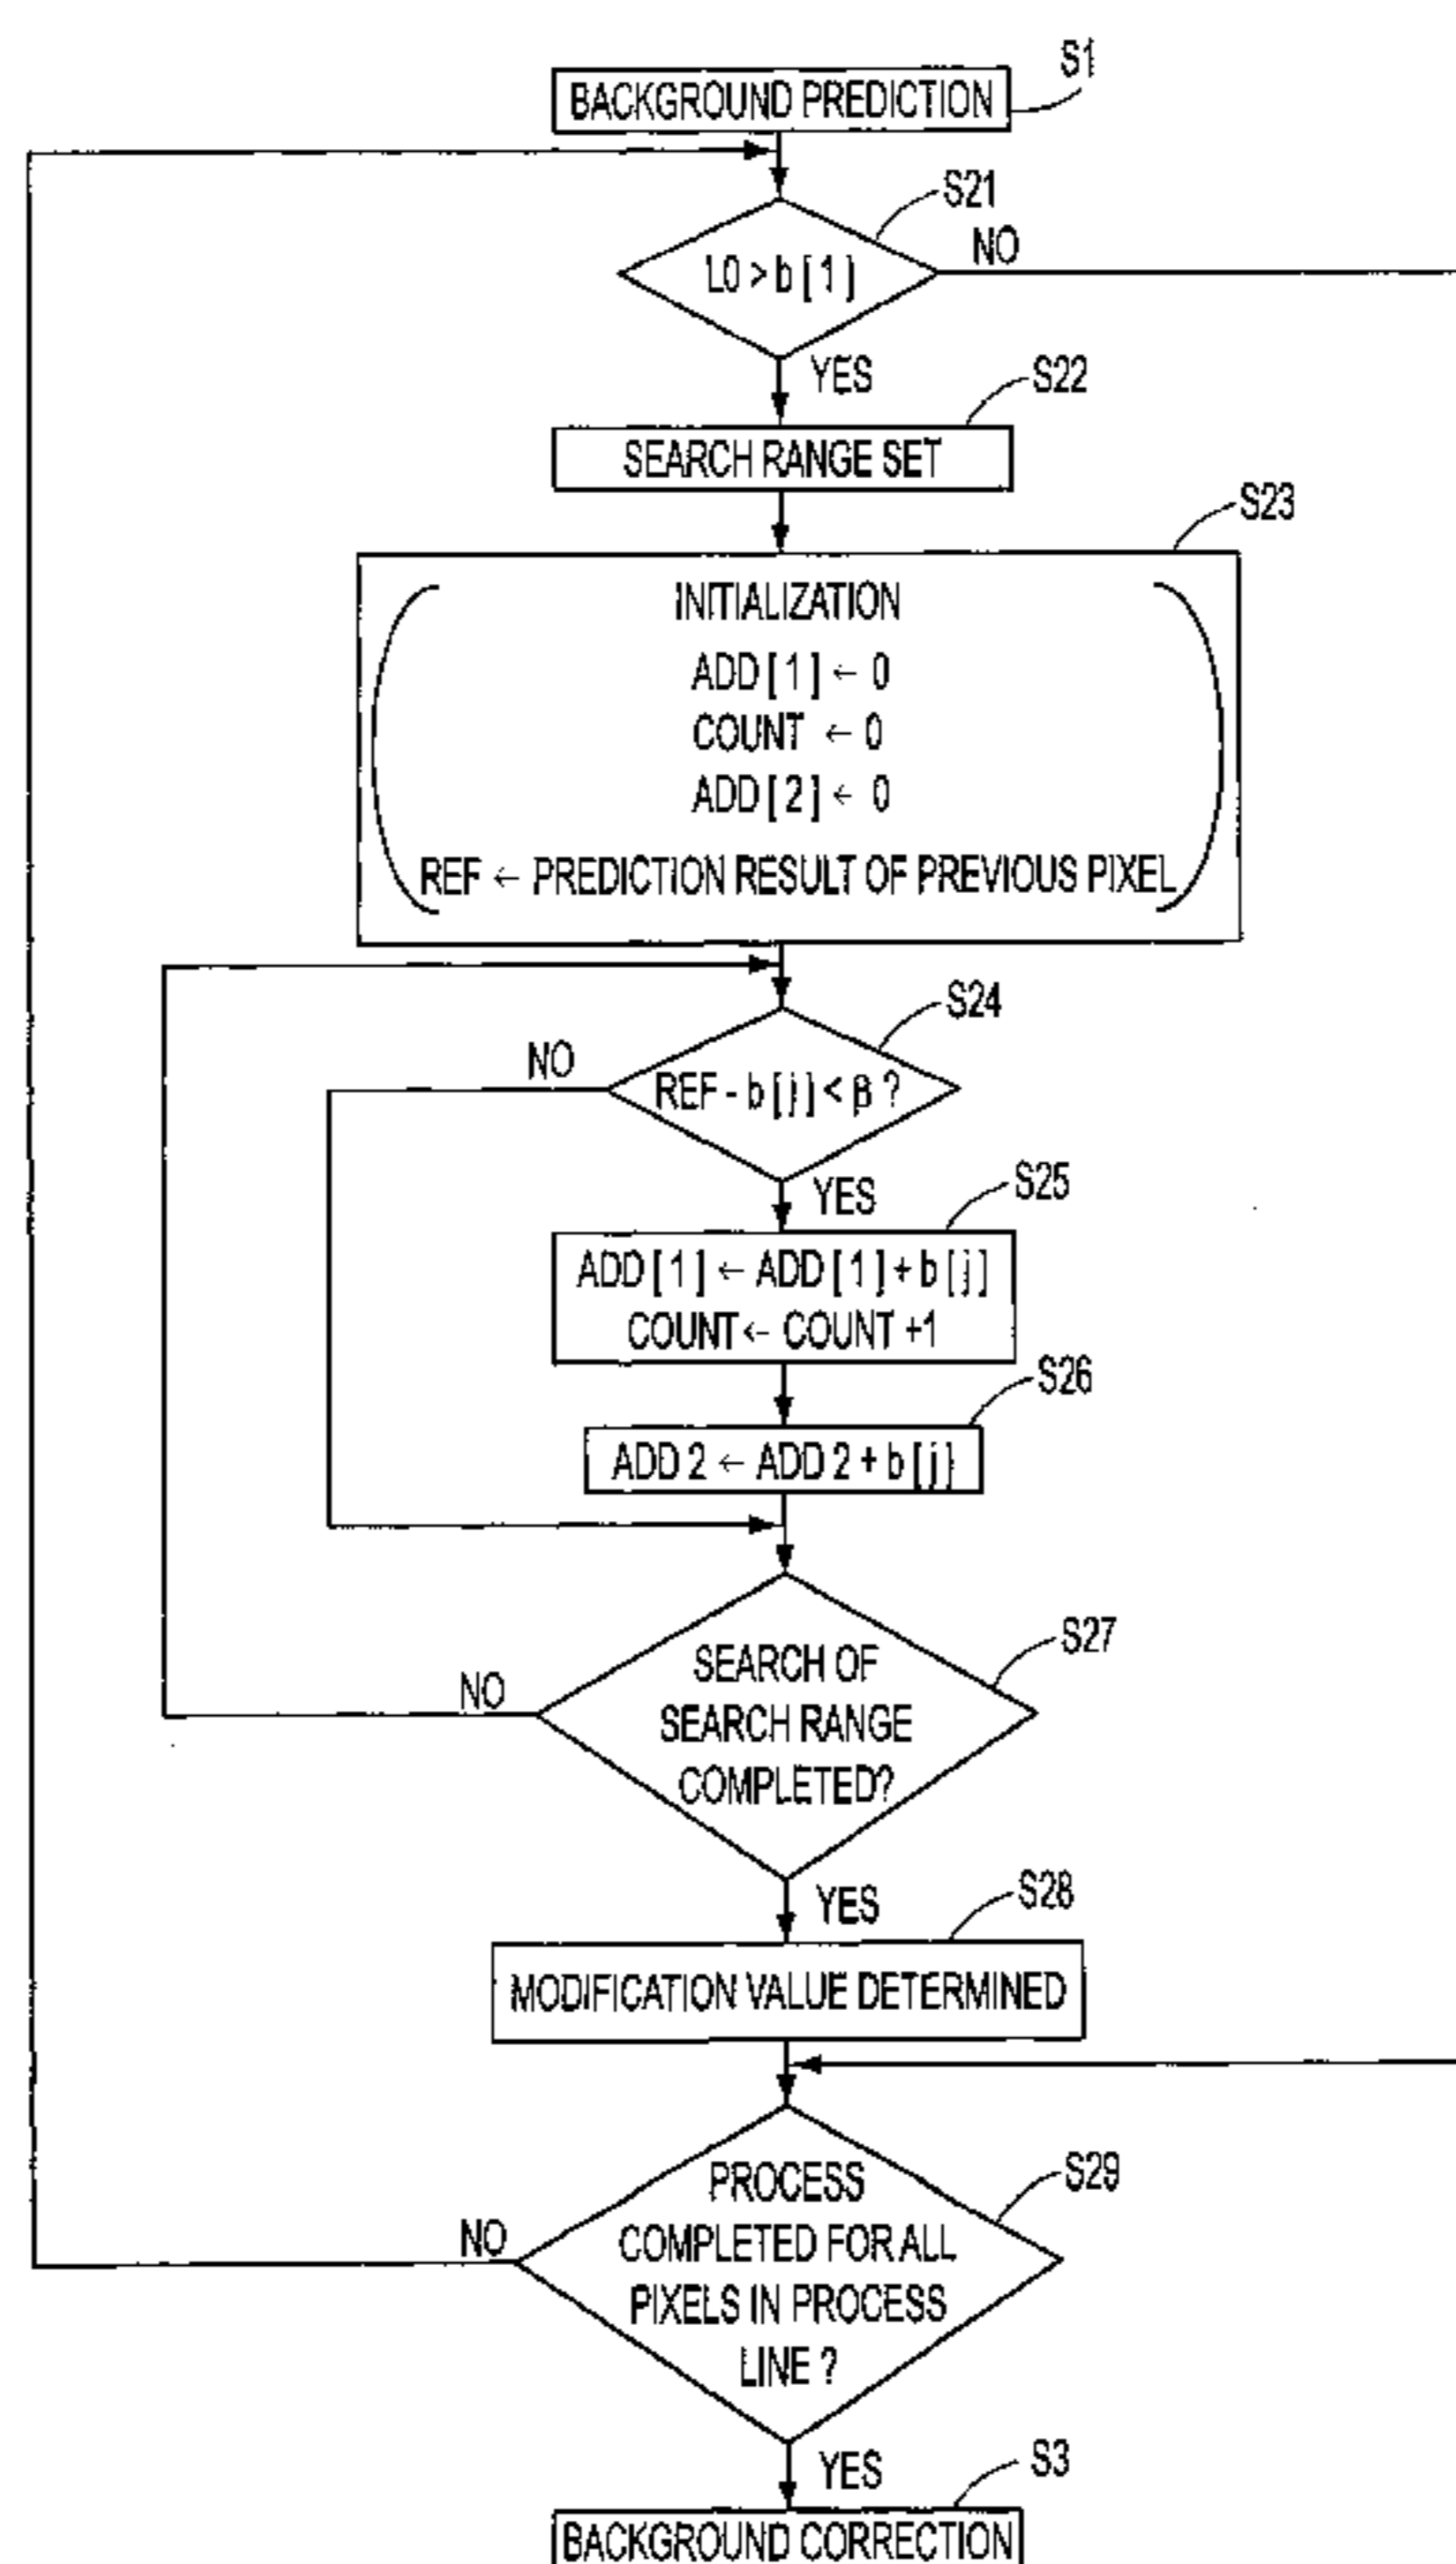 S1
BACKGROUND PREDICTION
S21
NO
L0 > b [ 1 ]
YES
S22
SEARCH RANGE SET
S23
INITIALIZATION
ADD [ 1 ] ← 0
COUNT ← 0
ADD [ 2 ] ← 0
REF ← PREDICTION RESULT OF PREVIOUS PIXEL
S24
NO
REF - b [ j ] < β ?
YES
S25
ADD [ 1 ] ← ADD [ 1 ] + b [ j ]
COUNT ← COUNT +1
S26
ADD 2 ← ADD 2 + b [ j ]
S27
NO
SEARCH OF
SEARCH RANGE
COMPLETED?
YES
S28
MODIFICATION VALUE DETERMINED
S29
NO
PROCESS
COMPLETED FOR ALL
PIXELS IN PROCESS
LINE ?
YES
S3
BACKGROUND CORRECTION